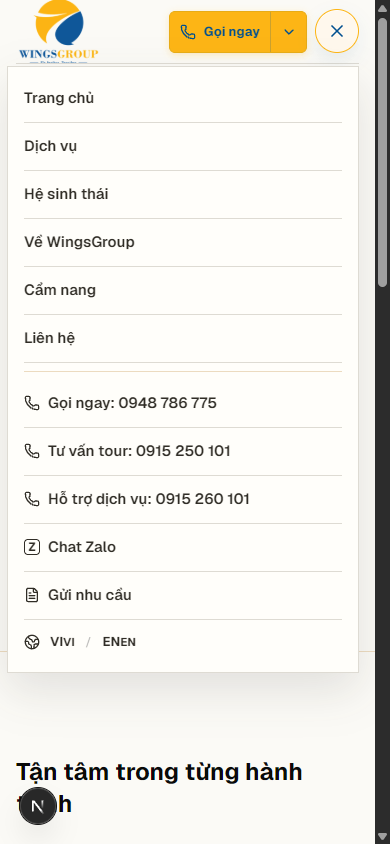 WINGSGROUP
Gọi ngay
Trang chủ
Dịch vụ
Hệ sinh thái
Về WingsGroup
Cẩm nang
Liên hệ
Gọi ngay: 0948 786 775
Tư vấn tour: 0915 250 101
Hỗ trợ dịch vụ: 0915 260 101
Z Chat Zalo
Gửi nhu cầu
VIVI / ENEN
Tận tâm trong từng hành
N